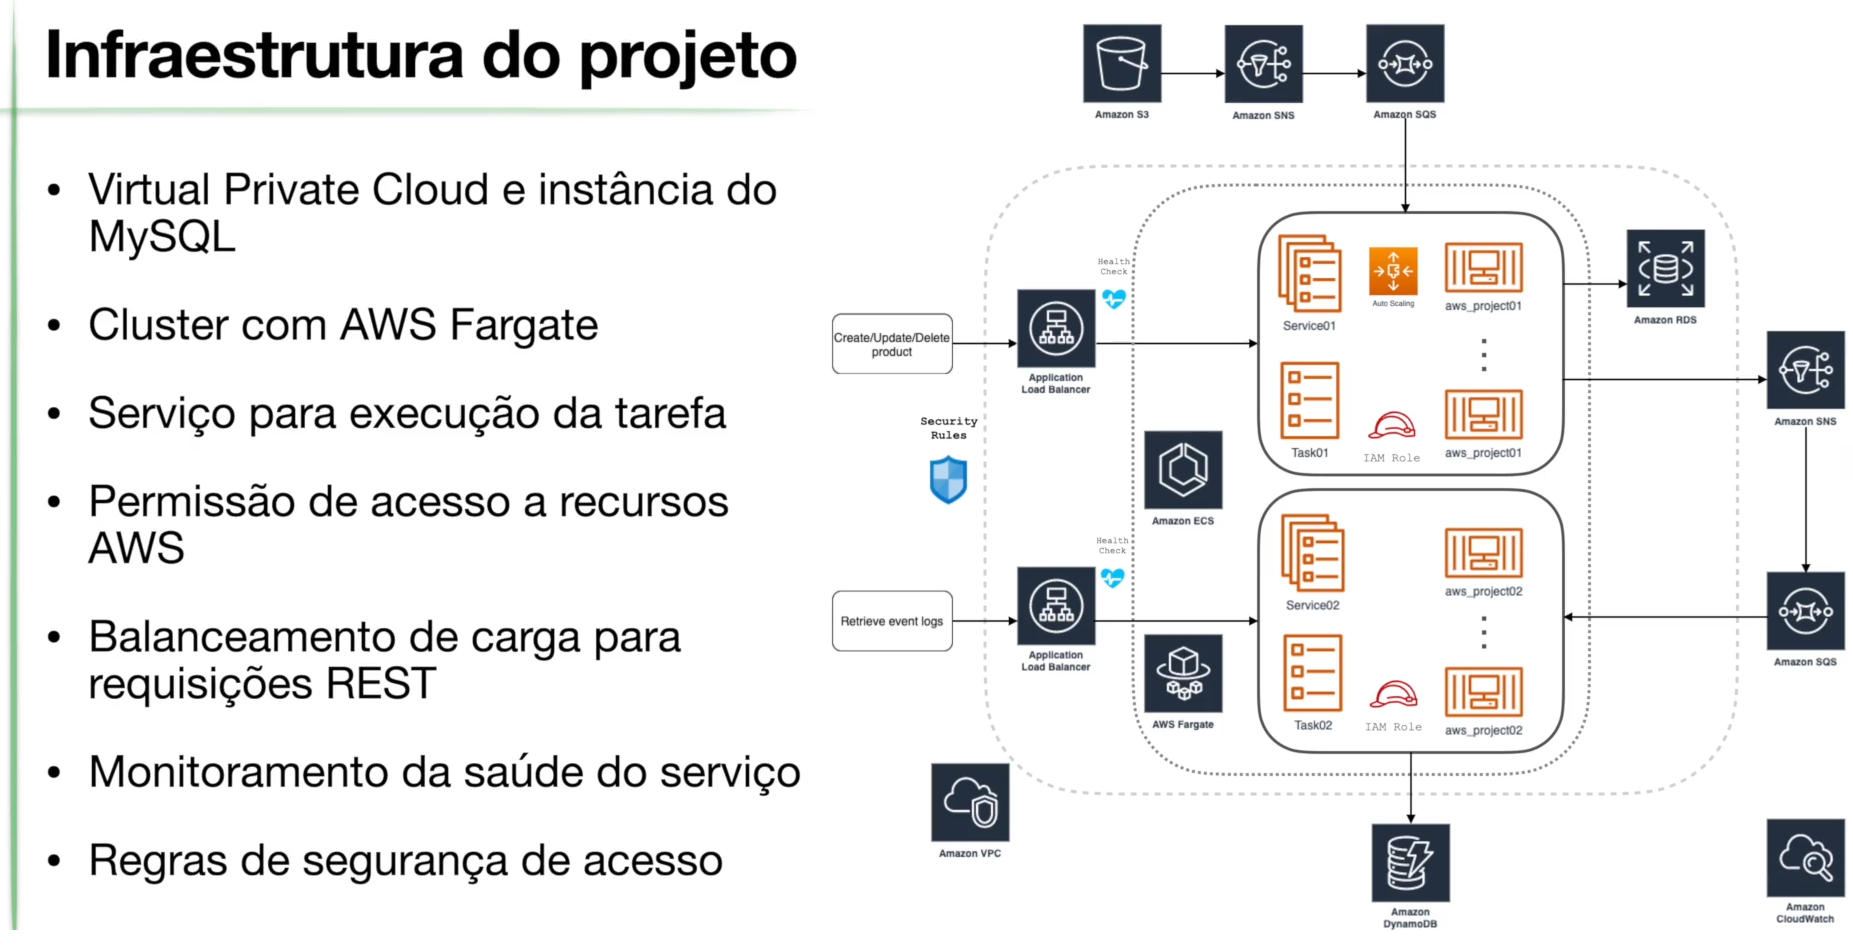 Infraestrutura do projeto
• Virtual Private Cloud e instância do
MySQL
• Cluster com AWS Fargate
• Serviço para execução da tarefa
• Permissão de acesso a recursos
AWS
• Balanceamento de carga para
requisições REST
• Monitoramento da saúde do serviço
• Regras de segurança de acesso
Amazon S3
Amazon SNS
Amazon SQS
Create/Update/Delete
product
Application
Load Balancer
Health
Check
Service01
Auto Scaling
aws_project01
Task01
IAM Role
aws_project01
Amazon RDS
Amazon SNS
Security
Rules
Amazon ECS
Retrieve event logs
Application
Load Balancer
Health
Check
Service02
aws_project02
Task02
IAM Role
aws_project02
Amazon SQS
AWS Fargate
Amazon VPC
Amazon
DynamoDB
Amazon
CloudWatch